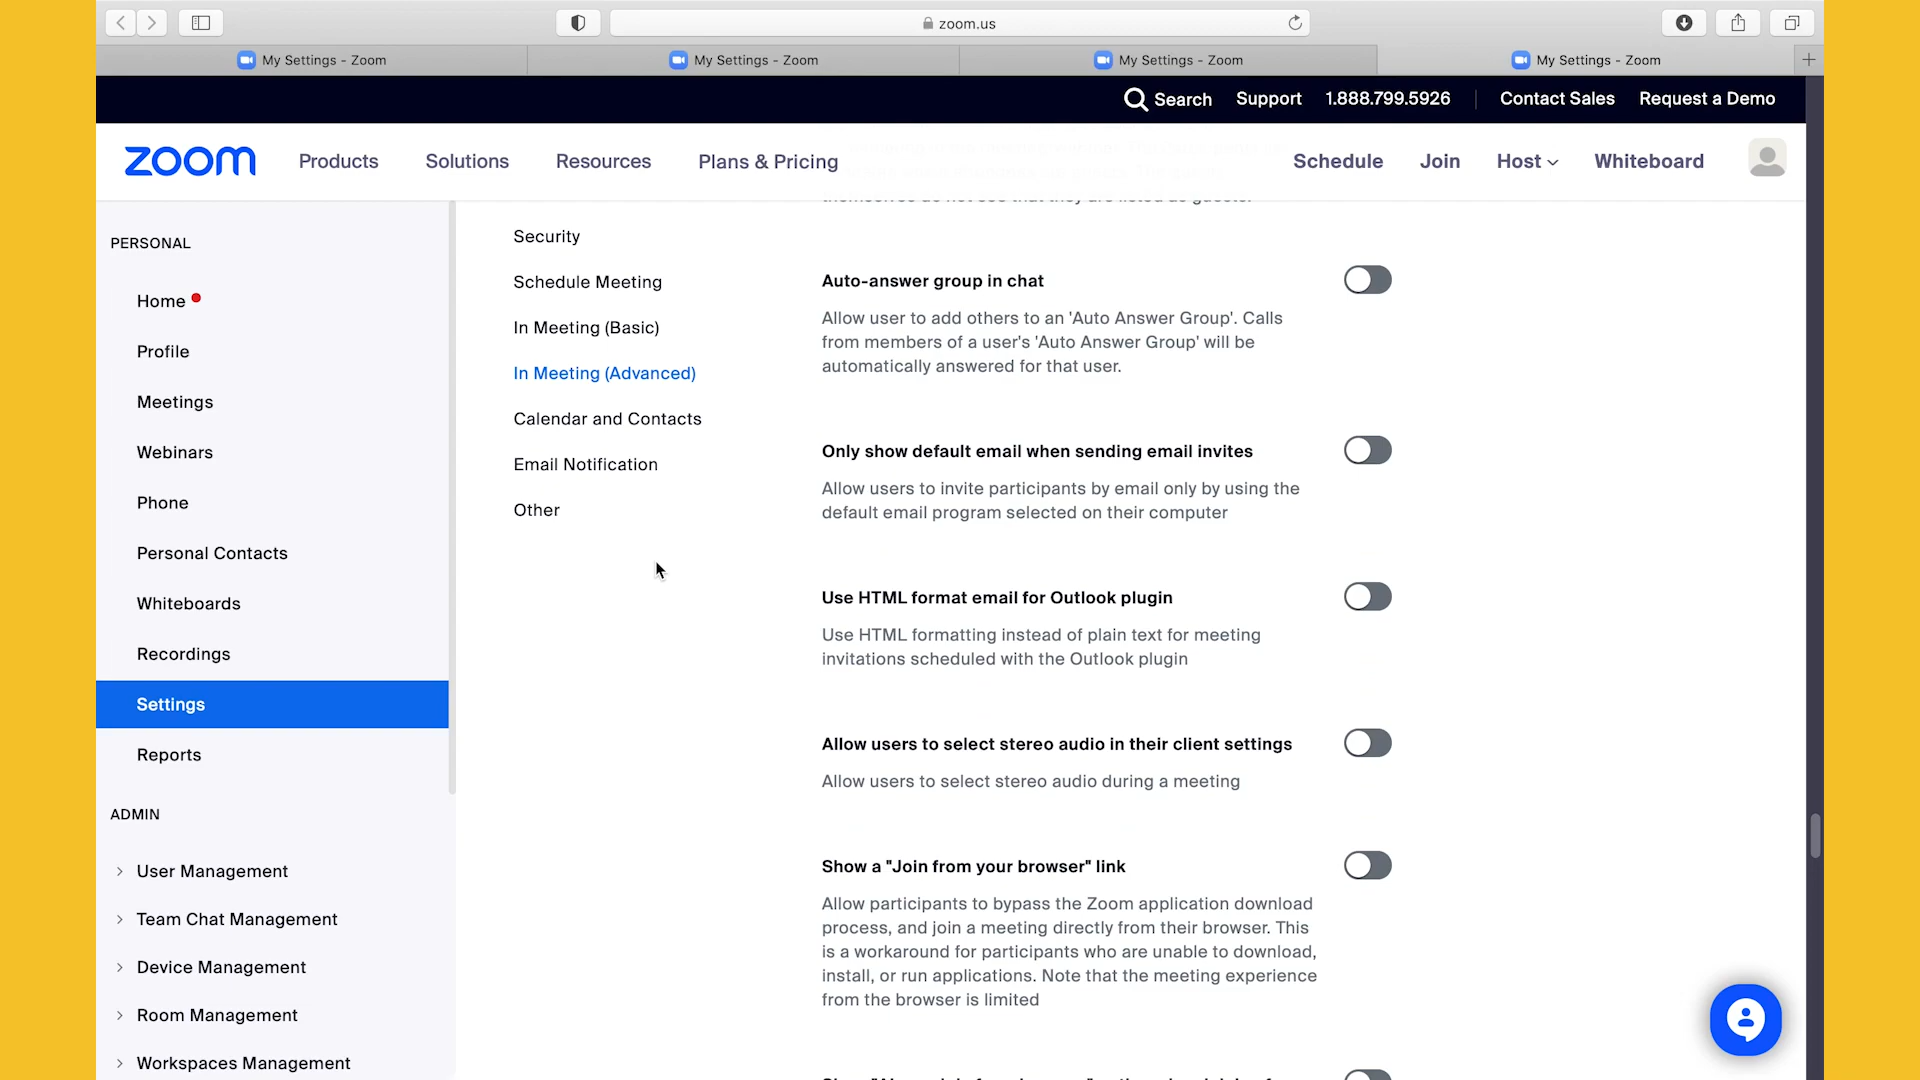 zoom.us
My Settings - Zoom
My Settings - Zoom
My Settings - Zoom
My Settings - Zoom
Search
Support
1.888.799.5926
Contact Sales
Request a Demo
zoom
Products
Solutions
Resources
Plans & Pricing
Schedule
Join
Host
Whiteboard
PERSONAL
Home
Profile
Meetings
Webinars
Phone
Personal Contacts
Whiteboards
Recordings
Settings
Reports
ADMIN
User Management
Team Chat Management
Device Management
Room Management
Workspaces Management
Security
Schedule Meeting
In Meeting (Basic)
In Meeting (Advanced)
Calendar and Contacts
Email Notification
Other
themselves do not see that they are listed as guests.
Auto-answer group in chat
Allow user to add others to an 'Auto Answer Group'. Calls
from members of a user's 'Auto Answer Group' will be
automatically answered for that user.
Only show default email when sending email invites
Allow users to invite participants by email only by using the
default email program selected on their computer
Use HTML format email for Outlook plugin
Use HTML formatting instead of plain text for meeting
invitations scheduled with the Outlook plugin
Allow users to select stereo audio in their client settings
Allow users to select stereo audio during a meeting
Show a "Join from your browser" link
Allow participants to bypass the Zoom application download
process, and join a meeting directly from their browser. This
is a workaround for participants who are unable to download,
install, or run applications. Note that the meeting experience
from the browser is limited